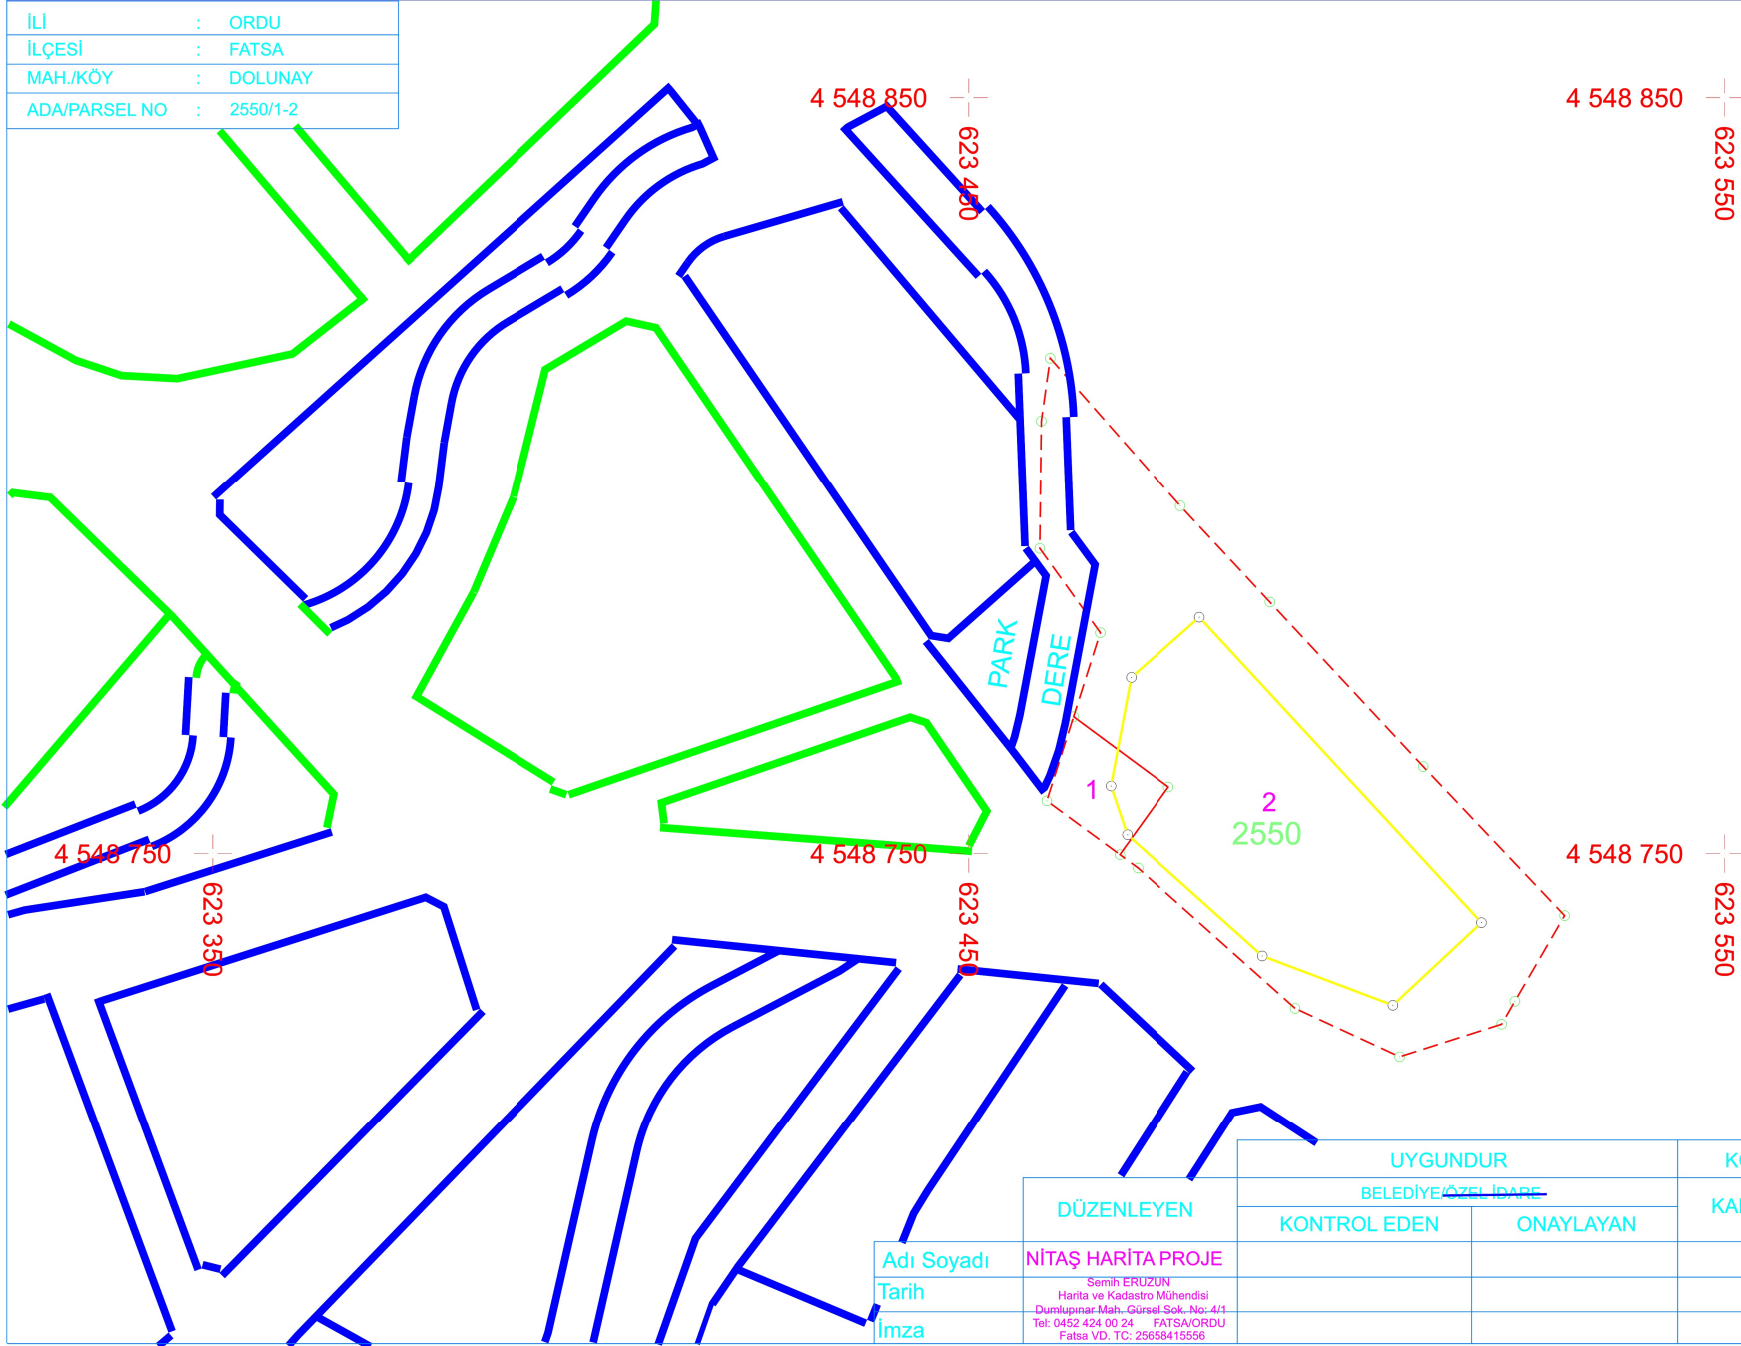 İLİ : ORDU
İLÇESİ : FATSA
MAH./KÖY : DOLUNAY
ADA/PARSEL NO : 2550/1-2
4 548 850
4 548 850
623 450
623 550
PARK
DERE
1
2
2550
4 548 750
4 548 750
4 548 750
623 350
623 450
623 550
UYGUNDUR
BELEDİYE/ÖZEL İDARE
DÜZENLEYEN
KONTROL EDEN
ONAYLAYAN
Adı Soyadı
NİTAŞ HARİTA PROJE
Tarih
Semih ERUZUN
Harita ve Kadastro Mühendisi
Dumlupınar Mah. Gürsel Sok. No: 4/1
Tel: 0452 424 00 24 FATSA/ORDU
Fatsa VD. TC: 25658415556
İmza